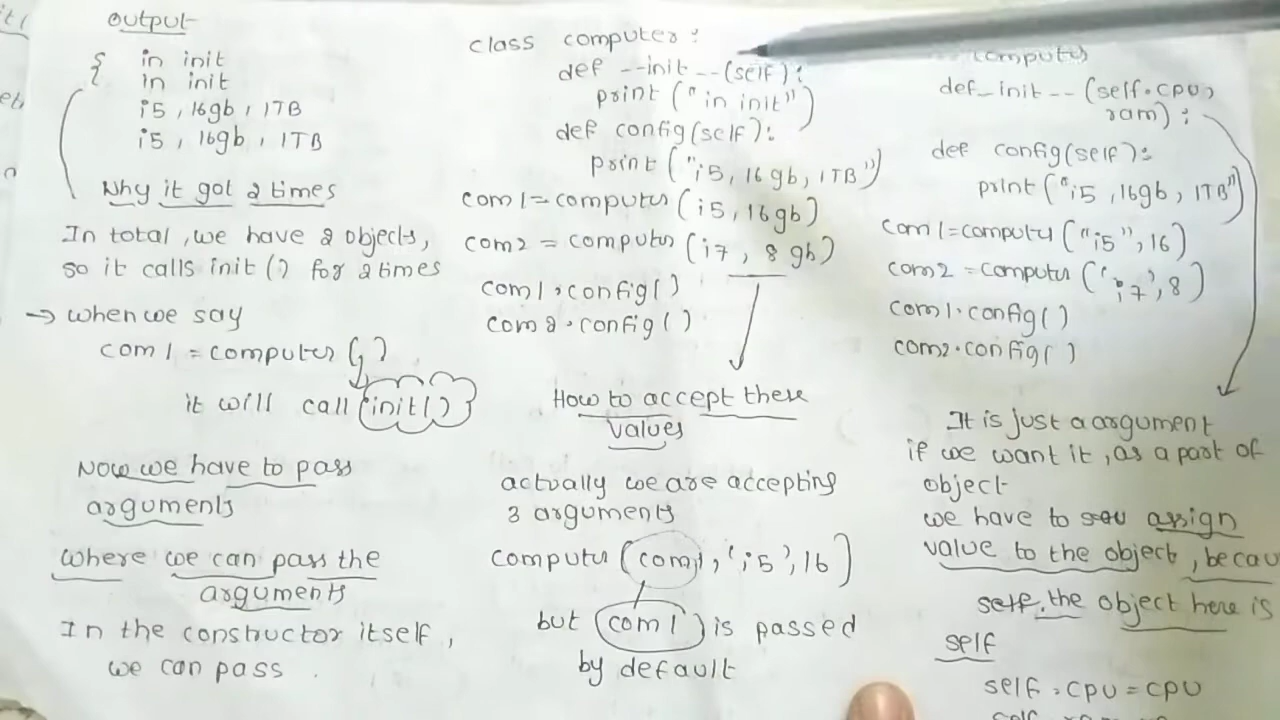 output
{ in init
in init
i5, 16gb, 1TB
i5, 16gb, 1TB
Why it got 2 times
In total, we have 2 objects,
so it calls init() for 2times
→ when we say
com1 = computer( )
it will call init()
Now we have to pass
arguments
Where we can pass the
arguments
In the constructor itself,
we can pass.
class computer:
def __init__(self):
print ("in init")
def config(self):
print ("i5, 16gb, 1TB")
com1=computer (i5, 16gb)
com2 = computer (i7, 8 gb)
com1.config()
com2.config()
How to accept these
values
actually we are accepting
3 arguments
computer (com1, 'i5', 16)
but com1 is passed
by default
computer
def_init__ (self.cpu,
ram):
def config(self):
print ("i5, 16gb, 1TB")
com1=computer ("i5", 16)
com2 =computer ('i7', 8)
com1.config()
com2.config()
It is just a argument
if we want it, as a part of
object
we have to assign
value to the object, becau
self. the object here is
self
self.cpu = cpu